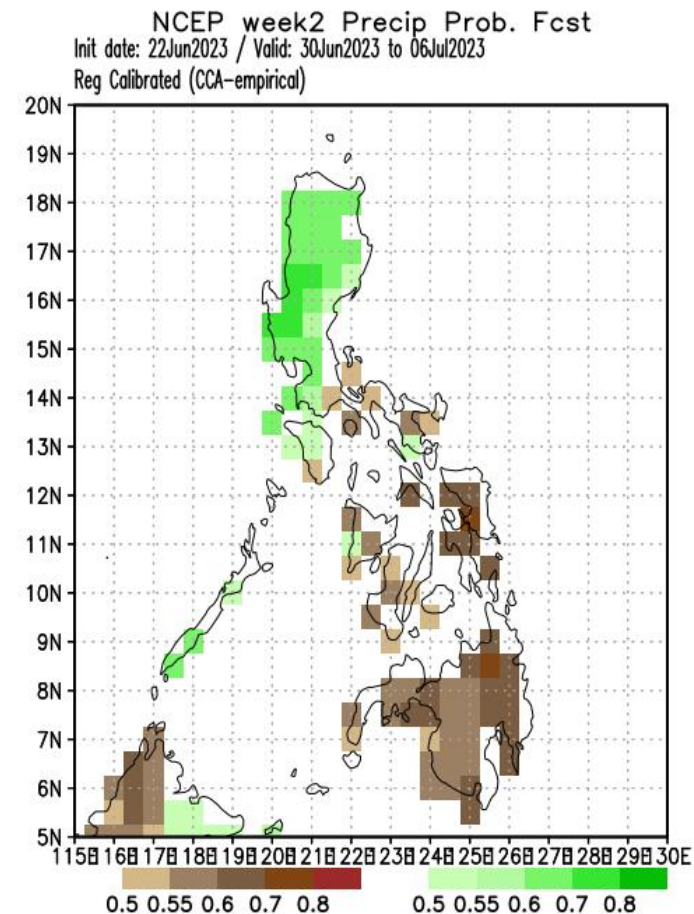 NCEP week2 Precip Prob. Fcst
Init date: 22Jun2023 / Valid: 30Jun2023 to 06Jul2023
Reg Calibrated (CCA-empirical)
20N
19N
18N
17N
16N
15N
14N
13N
12N
11N
10N
9N
8N
7N
6N
5N
115E 116E 117E 118E 119E 120E 121E 122E 123E 124E 125E 126E 127E 128E 129E 130E
0.5 0.55 0.6 0.7 0.8 0.5 0.55 0.6 0.7 0.8